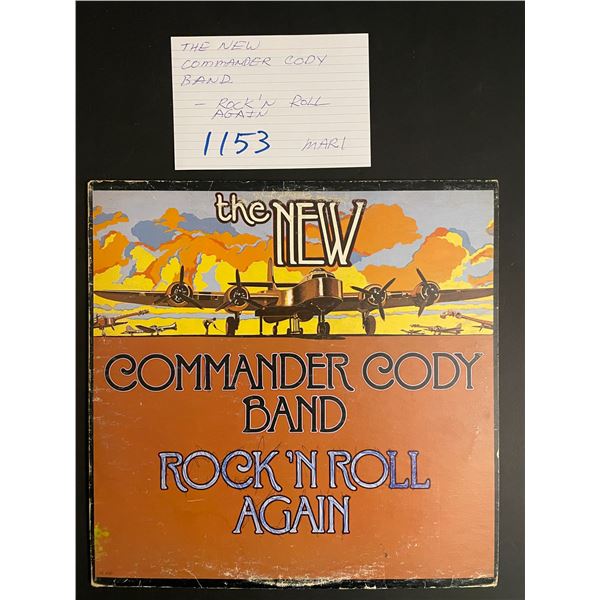 THE NEW
COMMANDER CODY
BAND.
- ROCK'N ROLL
AGAIN
1153 MAR1
the NEW
COMMANDER CODY
BAND
ROCK 'N ROLL
AGAIN